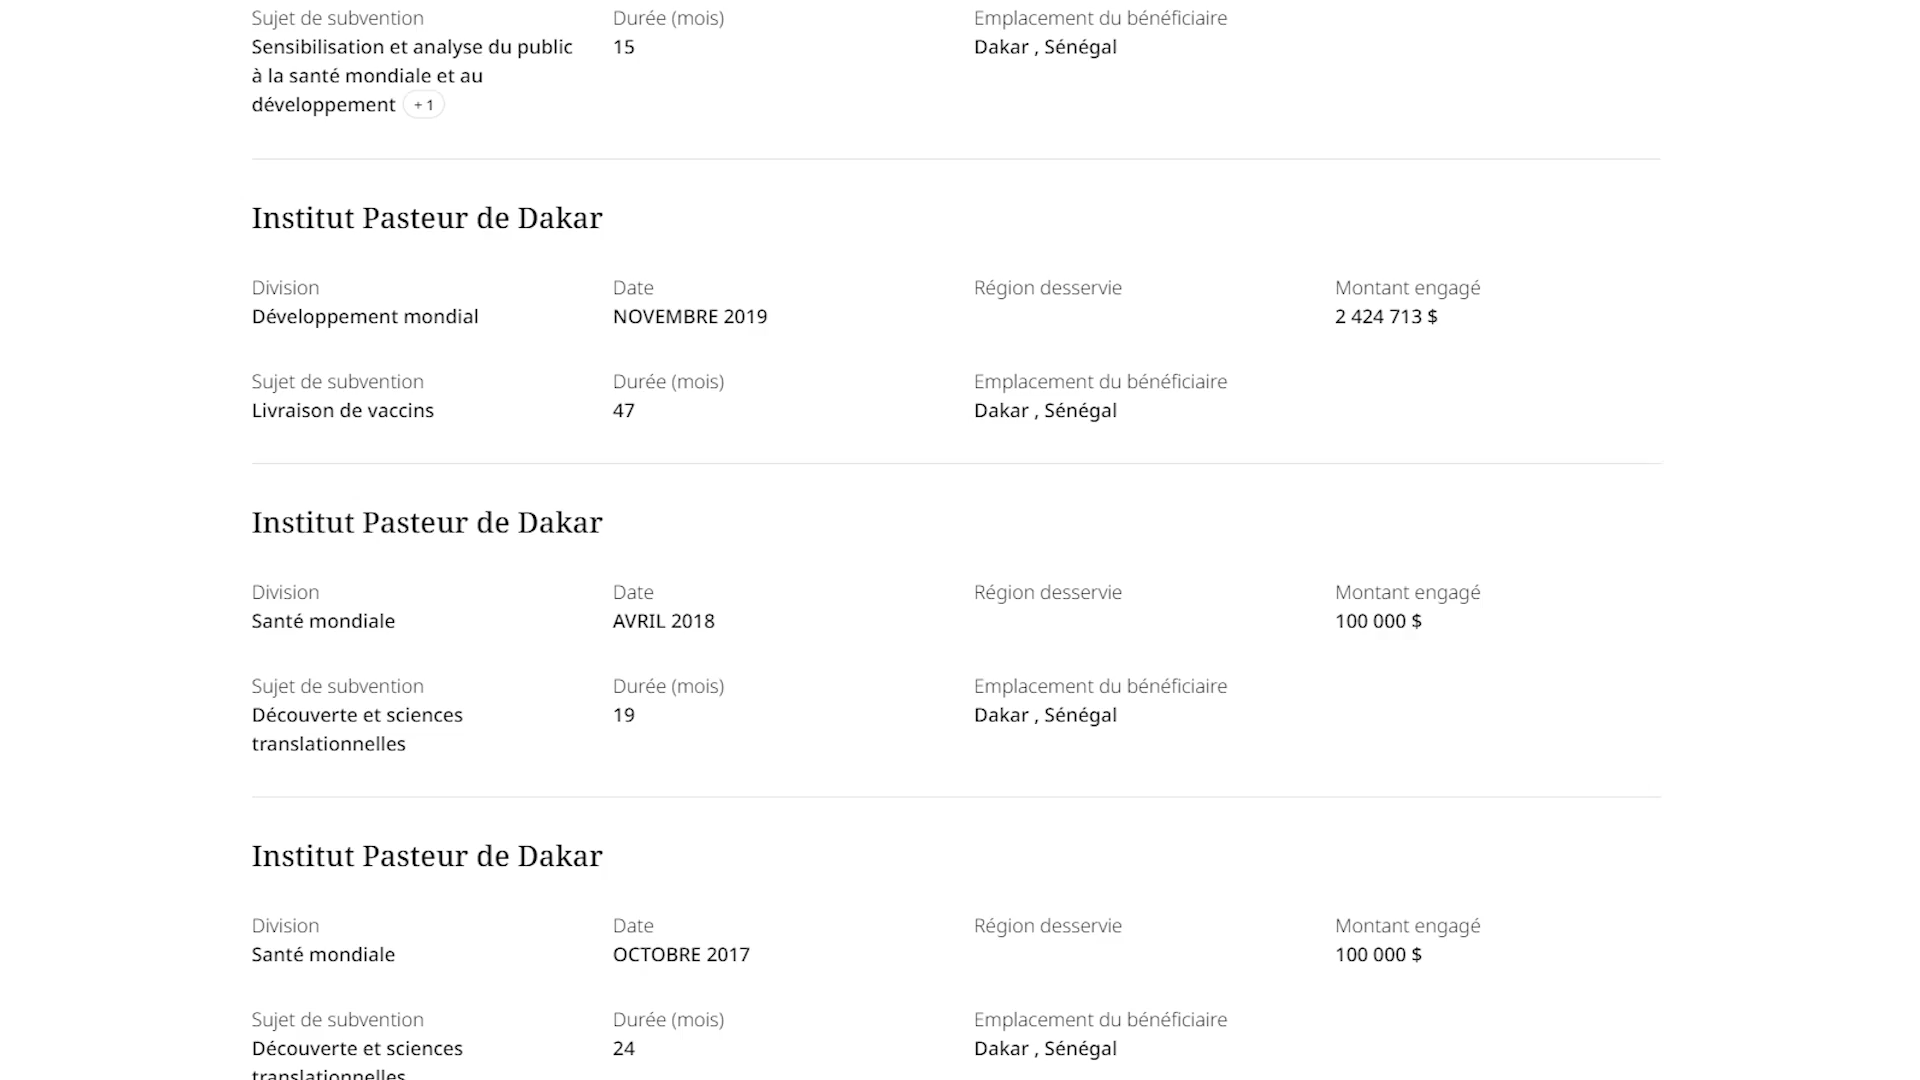 Sujet de subvention Durée (mois) Emplacement du bénéficiaire
Sensibilisation et analyse du public 15 Dakar , Sénégal
à la santé mondiale et au
développement + 1
Institut Pasteur de Dakar
Division Date Région desservie Montant engagé
Développement mondial NOVEMBRE 2019 2 424 713 $
Sujet de subvention Durée (mois) Emplacement du bénéficiaire
Livraison de vaccins 47 Dakar , Sénégal
Institut Pasteur de Dakar
Division Date Région desservie Montant engagé
Santé mondiale AVRIL 2018 100 000 $
Sujet de subvention Durée (mois) Emplacement du bénéficiaire
Découverte et sciences 19 Dakar , Sénégal
translationnelles
Institut Pasteur de Dakar
Division Date Région desservie Montant engagé
Santé mondiale OCTOBRE 2017 100 000 $
Sujet de subvention Durée (mois) Emplacement du bénéficiaire
Découverte et sciences 24 Dakar , Sénégal
translationnelles